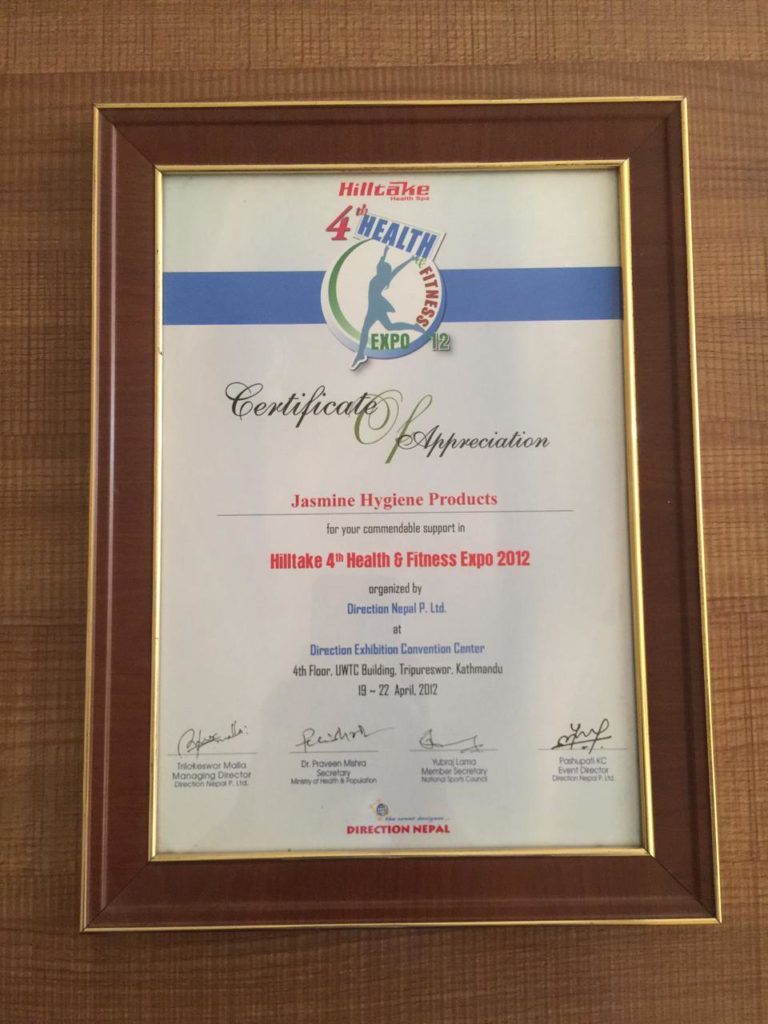 Hilltake
Health Spa
4th HEALTH
& FITNESS
EXPO 12
Certificate Of Appreciation
Jasmine Hygiene Products
for your commendable support in
Hilltake 4th Health & Fitness Expo 2012
organized by
Direction Nepal P. Ltd.
at
Direction Exhibition Convention Center
4th Floor, UWTC Building, Tripureswor, Kathmandu
19 ~ 22 April, 2012
Trilokeswor Malla
Managing Director
Direction Nepal P. Ltd.
Dr. Praveen Mishra
Secretary
Ministry of Health & Population
Yubraj Lama
Member Secretary
National Sports Council
Pashupati KC
Event Director
Direction Nepal P. Ltd.
the event designer...
DIRECTION NEPAL